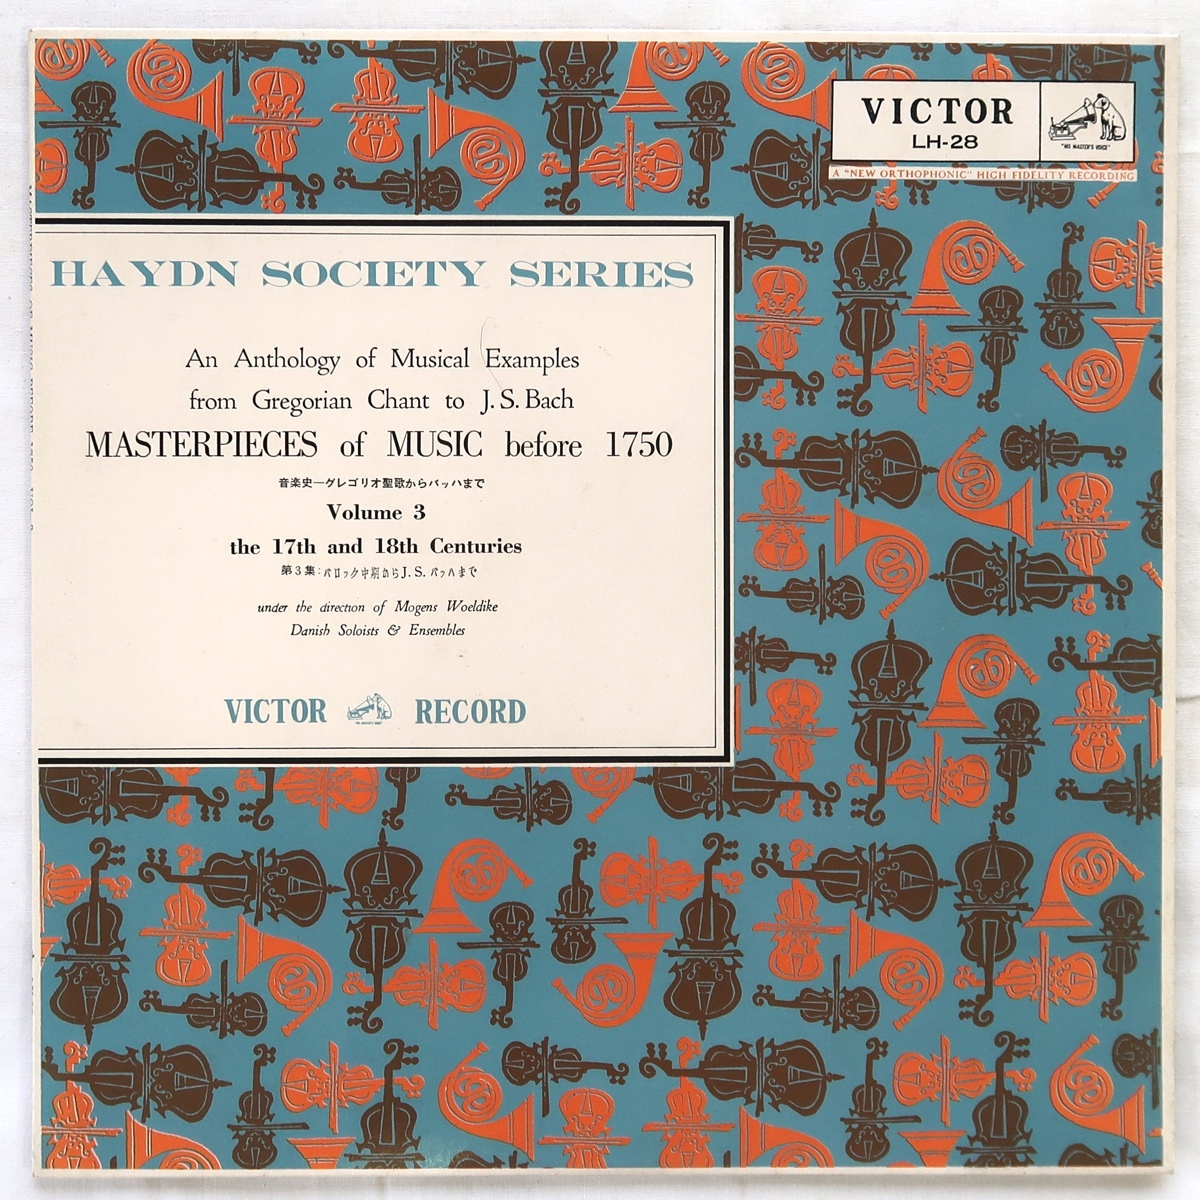 VICTOR
LH-28
"HIS MASTER'S VOICE"
A "NEW ORTHOPHONIC" HIGH FIDELITY RECORDING
HAYDN SOCIETY SERIES
An Anthology of Musical Examples
from Gregorian Chant to J. S. Bach
MASTERPIECES of MUSIC before 1750
音楽史―グレゴリオ聖歌からバッハまで
Volume 3
the 17th and 18th Centuries
第3集:バロック中期からJ.S.バッハまで
under the direction of Mogens Woeldike
Danish Soloists & Ensembles
VICTOR RECORD